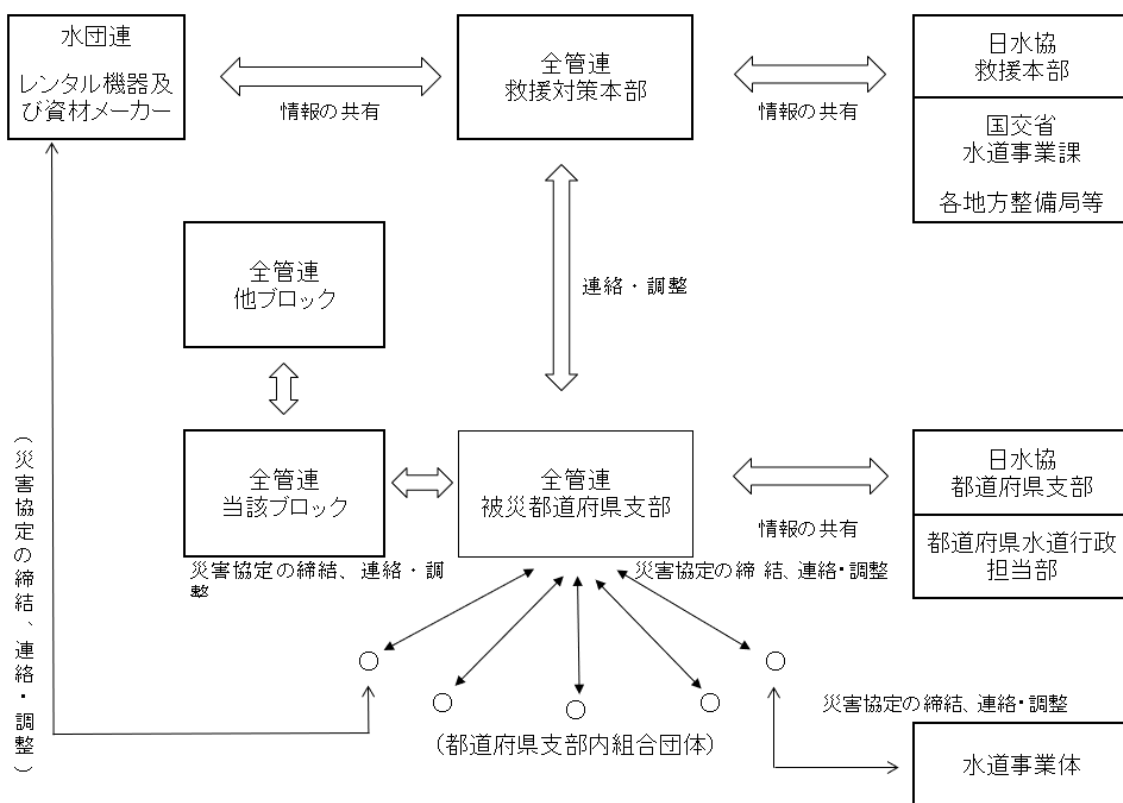 水団連
レンタル機器及
び資材メーカー
情報の共有
全管連
救援対策本部
情報の共有
日水協
救援本部
国交省
水道事業課
各地方整備局等
全管連
他ブロック
連絡・調整
全管連
当該ブロック
全管連
被災都道府県支部
情報の共有
日水協
都道府県支部
都道府県水道行政
担当部
災害協定の締結、連絡・調
整
災害協定の締結、連絡・調整
(災害協定の締結、連絡・調整)
(都道府県支部内組合団体)
災害協定の締結、連絡・調整
水道事業体